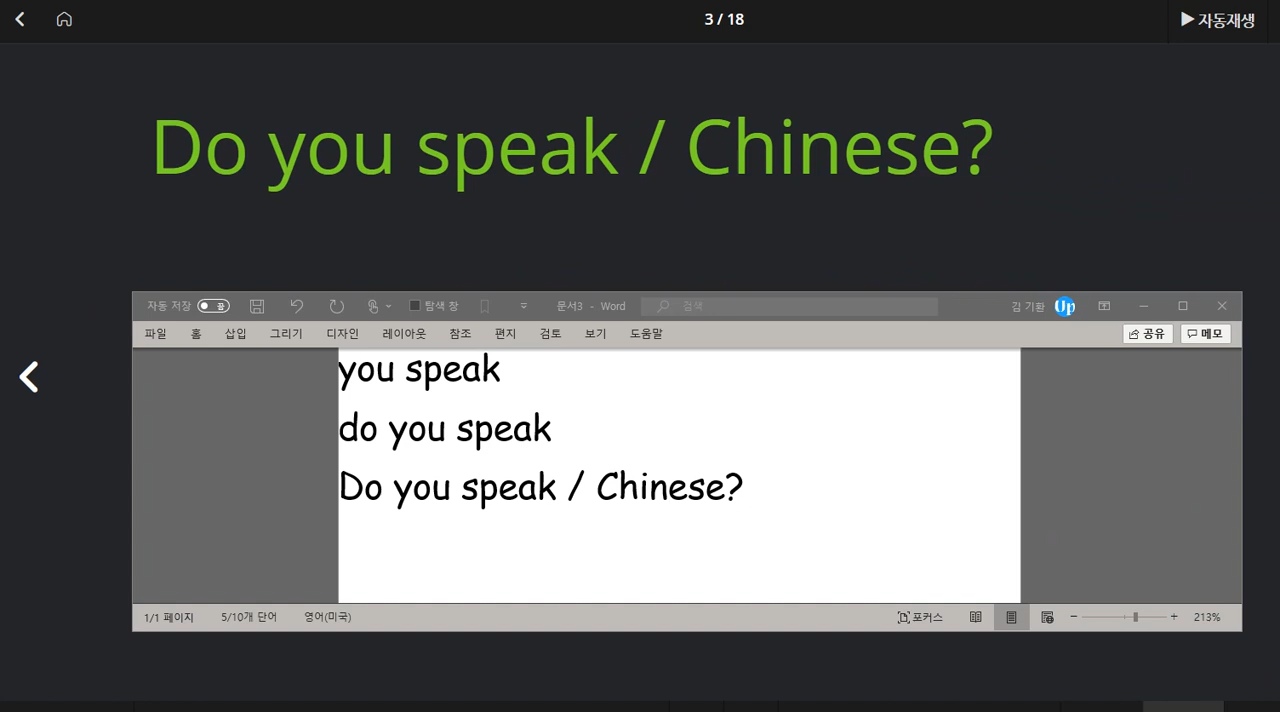 3 / 18
▶ 자동재생
Do you speak / Chinese?
자동 저장 끔 탐색 창 문서3 - Word 검색 김 기환 Up
파일 홈 삽입 그리기 디자인 레이아웃 참조 편지 검토 보기 도움말 공유 메모
you speak
do you speak
Do you speak / Chinese?
1/1 페이지 5/10개 단어 영어(미국) 포커스 - + 213%